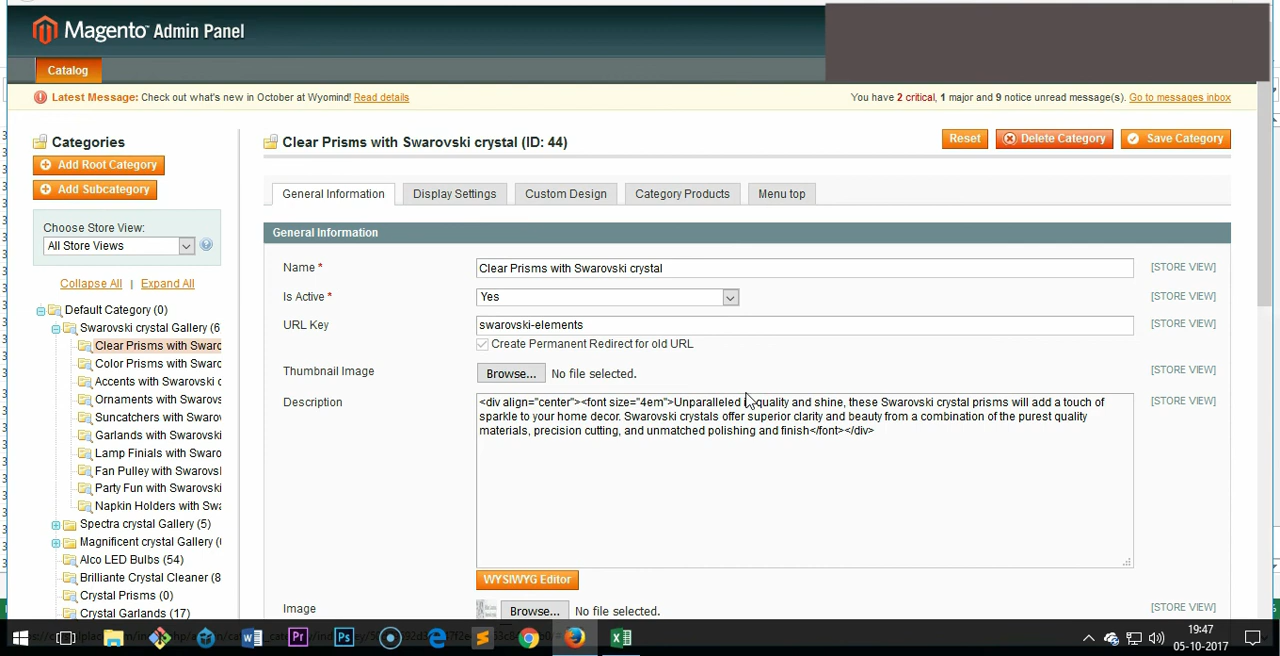 Magento Admin Panel
Catalog
Latest Message: Check out what's new in October at Wyomind! Read details
You have 2 critical, 1 major and 9 notice unread message(s). Go to messages inbox
Categories
Add Root Category
Add Subcategory
Choose Store View:
All Store Views
Collapse All | Expand All
Default Category (0)
Swarovski crystal Gallery (6
Clear Prisms with Swarc
Color Prisms with Swaro
Accents with Swarovski c
Ornaments with Swarovs
Suncatchers with Swarov
Garlands with Swarovski
Lamp Finials with Swarov
Fan Pulley with Swarovsl
Party Fun with Swarovski
Napkin Holders with Swa
Spectra crystal Gallery (5)
Magnificent crystal Gallery (
Alco LED Bulbs (54)
Brilliante Crystal Cleaner (8
Crystal Prisms (0)
Crystal Garlands (17)
Clear Prisms with Swarovski crystal (ID: 44)
Reset
Delete Category
Save Category
General Information
Display Settings
Custom Design
Category Products
Menu top
General Information
Name *
Clear Prisms with Swarovski crystal
[STORE VIEW]
Is Active *
Yes
[STORE VIEW]
URL Key
swarovski-elements
[STORE VIEW]
Create Permanent Redirect for old URL
Thumbnail Image
Browse... No file selected.
[STORE VIEW]
Description
<div align="center"><font size="4em">Unparalleled quality and shine, these Swarovski crystal prisms will add a touch of
sparkle to your home decor. Swarovski crystals offer superior clarity and beauty from a combination of the purest quality
materials, precision cutting, and unmatched polishing and finish</font></div>
[STORE VIEW]
WYSIWYG Editor
Image
Browse... No file selected.
[STORE VIEW]
19:47
05-10-2017